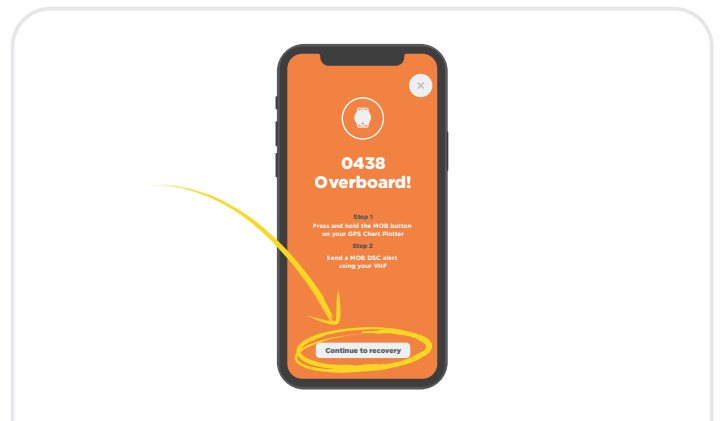 0438
Overboard!
Step 1
Press and hold the MOB button
on your GPS Chart Plotter
Step 2
Send a MOB DSC alert
using your VHF
Continue to recovery